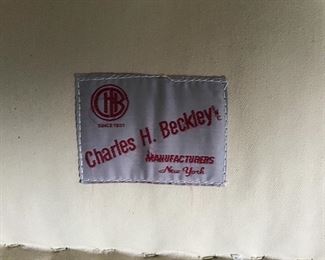 CHB
SINCE 1931
Charles H. Beckley Inc
MANUFACTURERS
New York